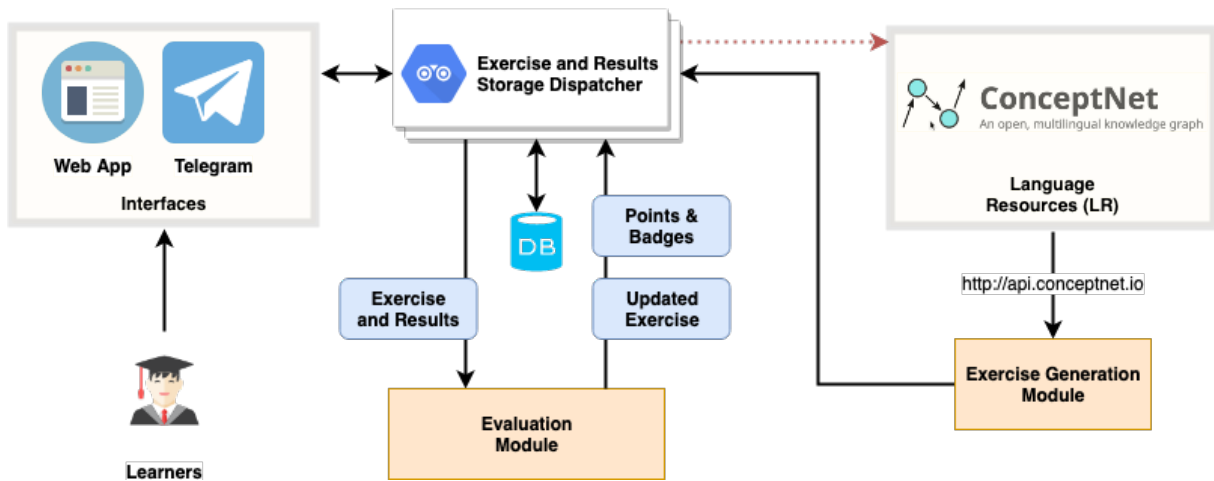 Web App
Telegram
Interfaces
Exercise and Results
Storage Dispatcher
ConceptNet
An open, multilingual knowledge graph
Language
Resources (LR)
DB
Points &
Badges
Exercise
and Results
Updated
Exercise
http://api.conceptnet.io
Exercise Generation
Module
Evaluation
Module
Learners